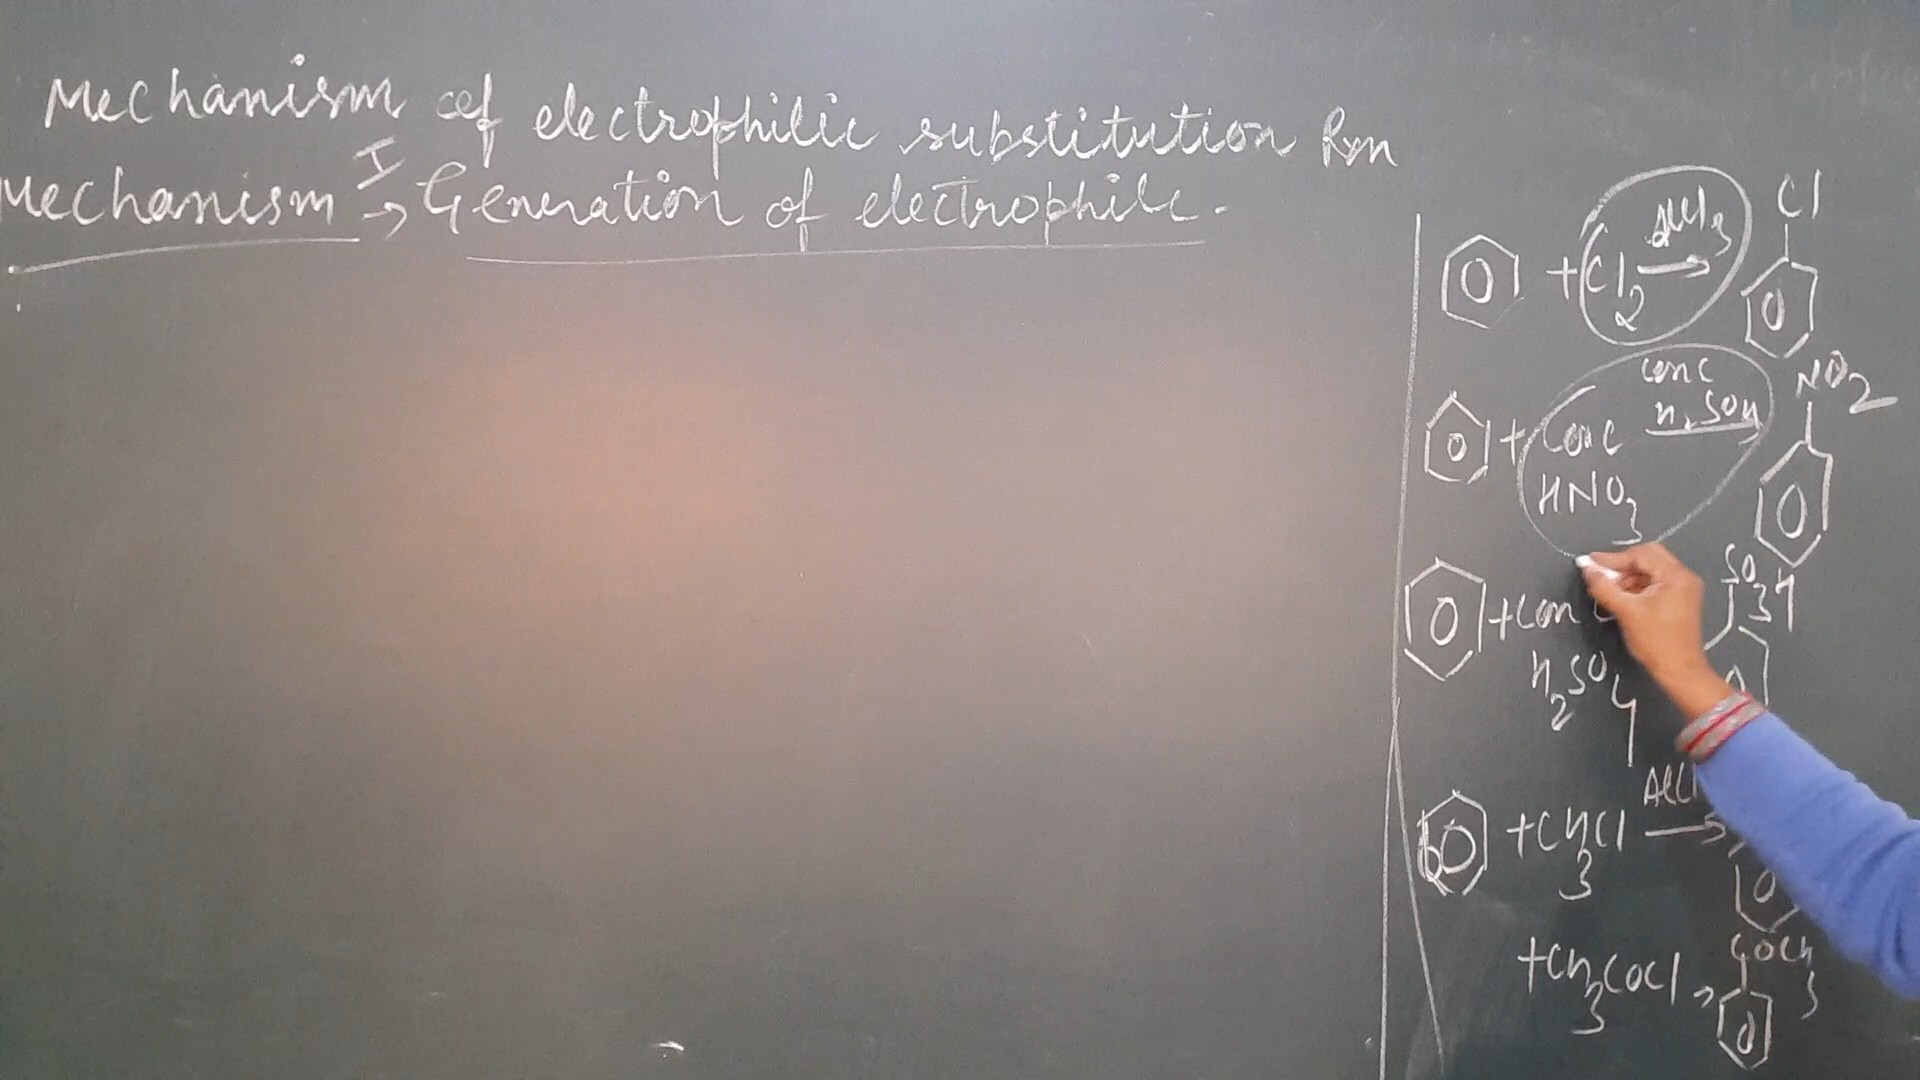 Mechanism of electrophilic substitution Rxn
Mechanism I → Generation of electrophile.
+ Cl2 AlCl3 → Cl
+ Conc HNO3 conc H2SO4 NO2
+ Conc H2SO4 SO3H
+ CH3Cl AlCl →
+ CH3COCl → COCH3